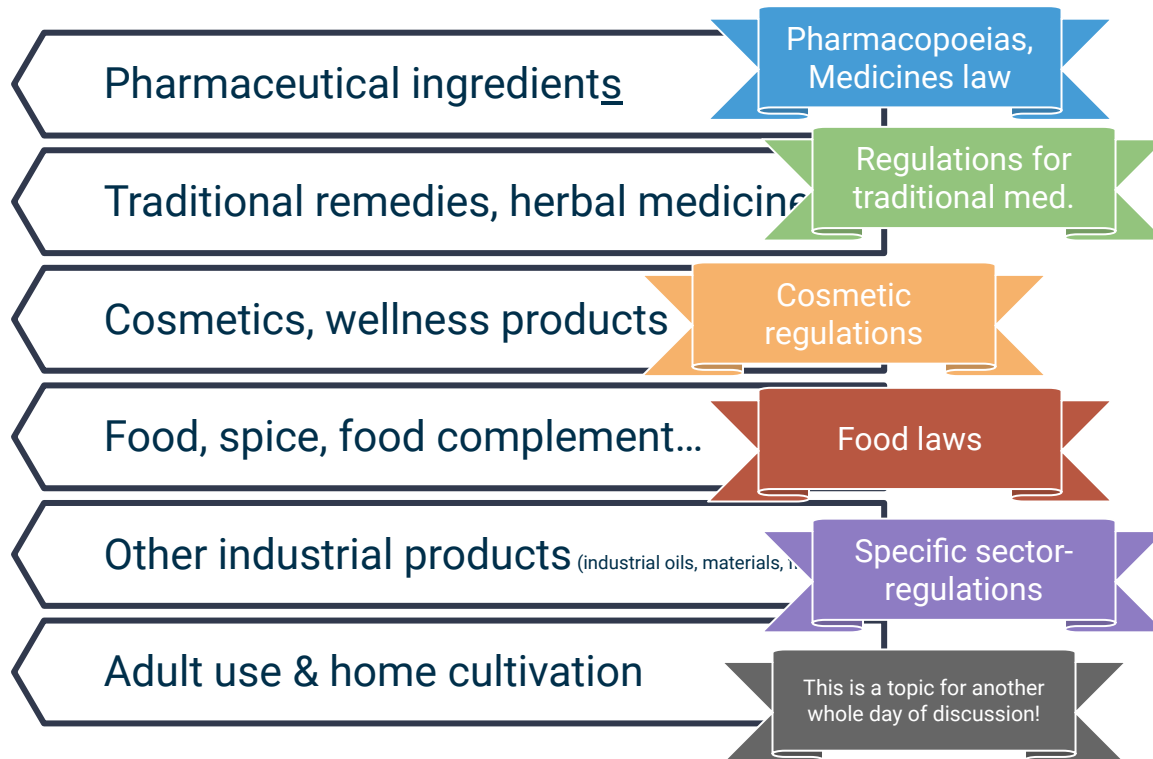 Pharmaceutical ingredients
Pharmacopoeias,
Medicines law
Traditional remedies, herbal medicine
Regulations for
traditional med.
Cosmetics, wellness products
Cosmetic
regulations
Food, spice, food complement…
Food laws
Other industrial products (industrial oils, materials,
Specific sector-
regulations
Adult use & home cultivation
This is a topic for another
whole day of discussion!